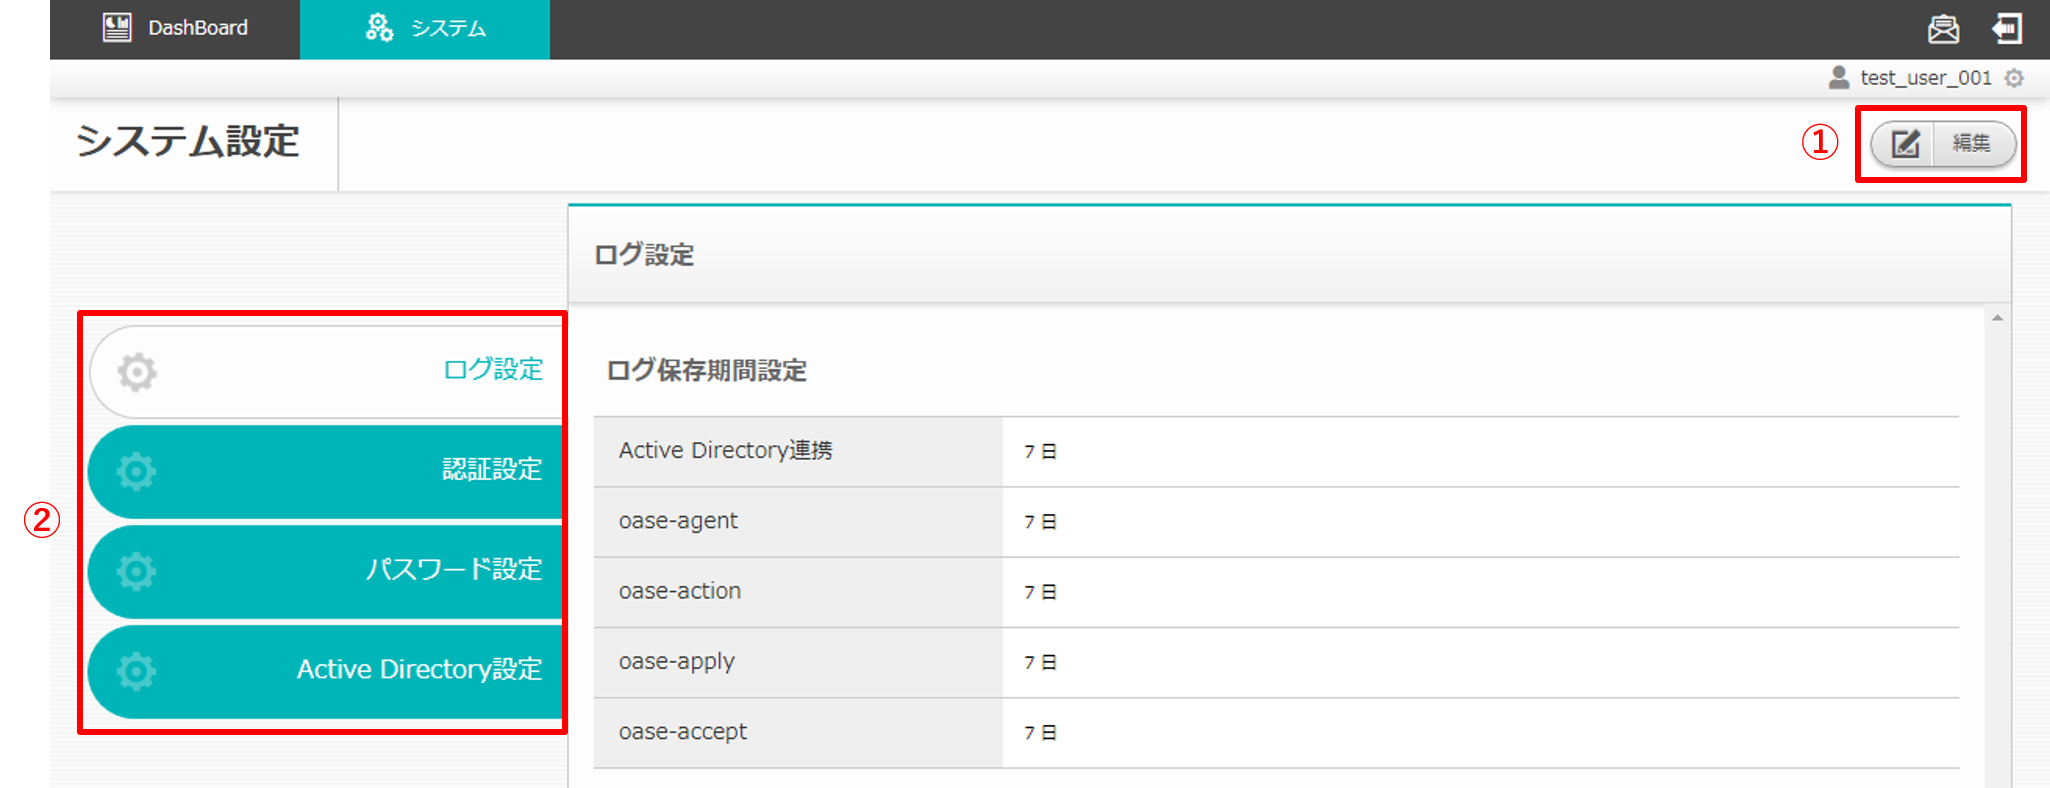 DashBoard
システム
test_user_001
システム設定
① 編集
ログ設定
②
ログ設定
認証設定
パスワード設定
Active Directory設定
ログ保存期間設定
Active Directory連携 7 日
oase-agent 7 日
oase-action 7 日
oase-apply 7 日
oase-accept 7 日